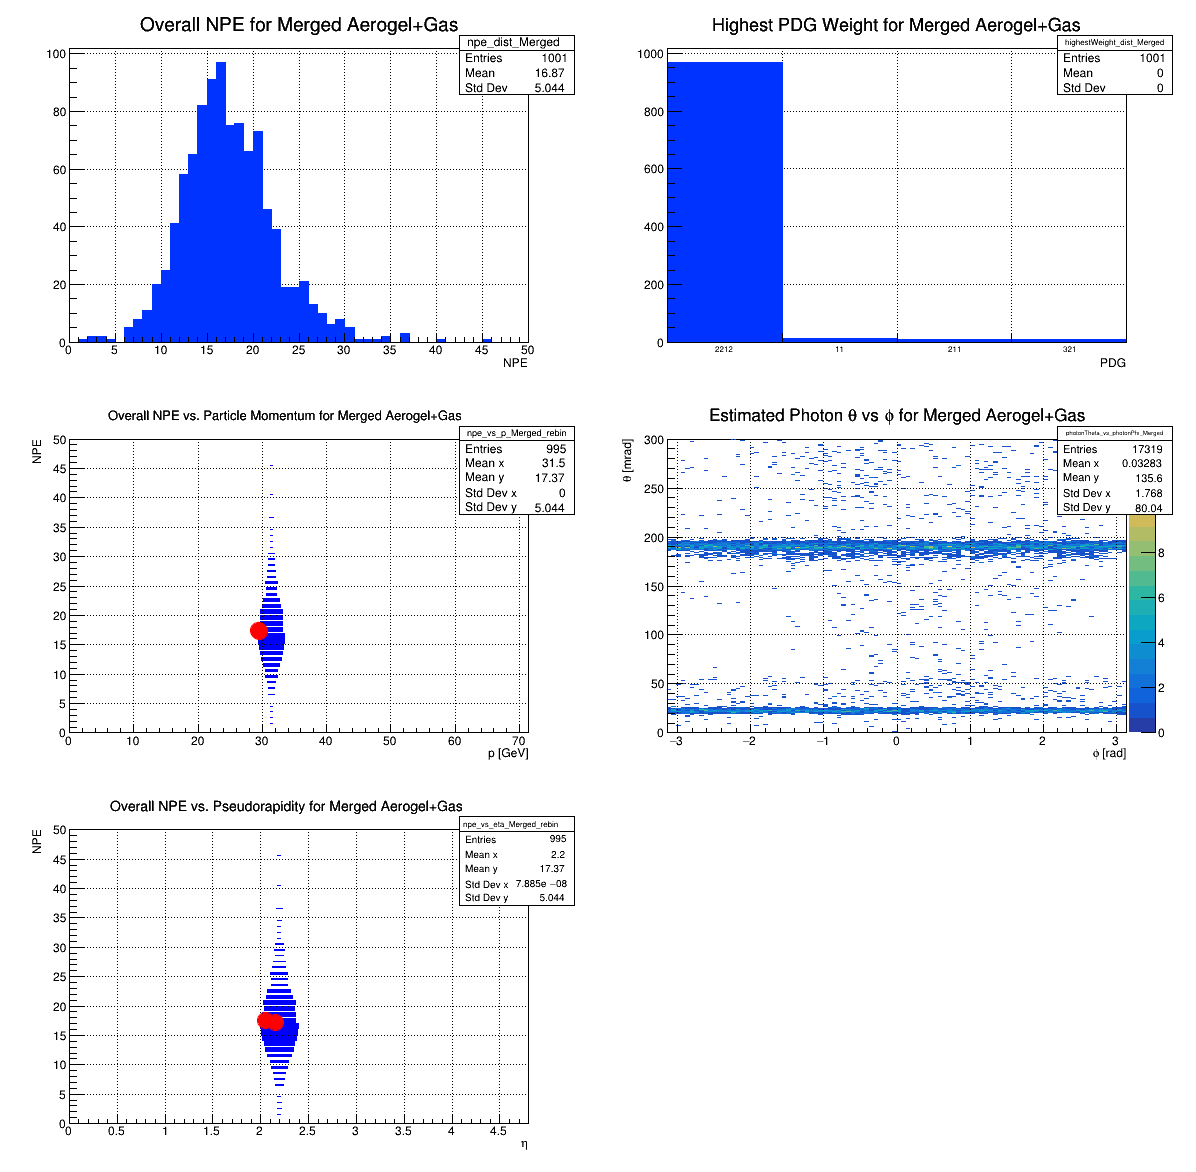 Overall NPE for Merged Aerogel+Gas
npe_dist_Merged
Entries 1001
Mean 16.87
Std Dev 5.044
100
80
60
40
20
0
0 5 10 15 20 25 30 35 40 45 50
NPE
Highest PDG Weight for Merged Aerogel+Gas
highestWeight_dist_Merged
Entries 1001
Mean 0
Std Dev 0
1000
800
600
400
200
0
2212 11 211 321
PDG
Overall NPE vs. Particle Momentum for Merged Aerogel+Gas
npe_vs_p_Merged_rebin
Entries 995
Mean x 31.5
Mean y 17.37
Std Dev x 0
Std Dev y 5.044
NPE
50
45
40
35
30
25
20
15
10
5
0
0 10 20 30 40 50 60 70
p [GeV]
Estimated Photon θ vs ϕ for Merged Aerogel+Gas
photonTheta_vs_photonPhi_Merged
Entries 17319
Mean x 0.03283
Mean y 135.6
Std Dev x 1.768
Std Dev y 80.04
θ [mrad]
300
250
200
150
100
50
0
−3 −2 −1 0 1 2 3
ϕ [rad]
8
6
4
2
0
Overall NPE vs. Pseudorapidity for Merged Aerogel+Gas
npe_vs_eta_Merged_rebin
Entries 995
Mean x 2.2
Mean y 17.37
Std Dev x 7.885e −08
Std Dev y 5.044
NPE
50
45
40
35
30
25
20
15
10
5
0
0 0.5 1 1.5 2 2.5 3 3.5 4 4.5
η